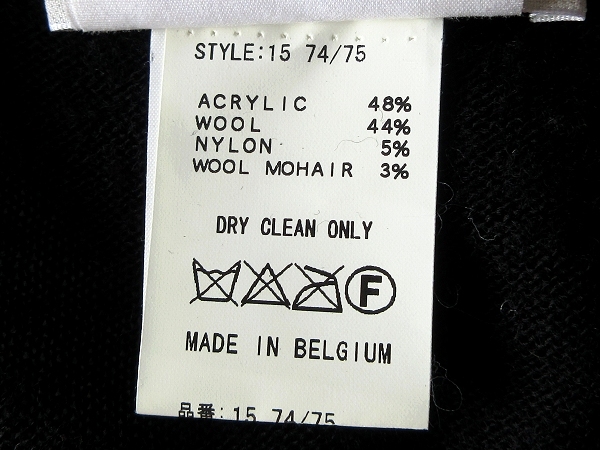 STYLE:15 74/75
ACRYLIC 48%
WOOL 44%
NYLON 5%
WOOL MOHAIR 3%
DRY CLEAN ONLY
F
MADE IN BELGIUM
品番:15 74/75